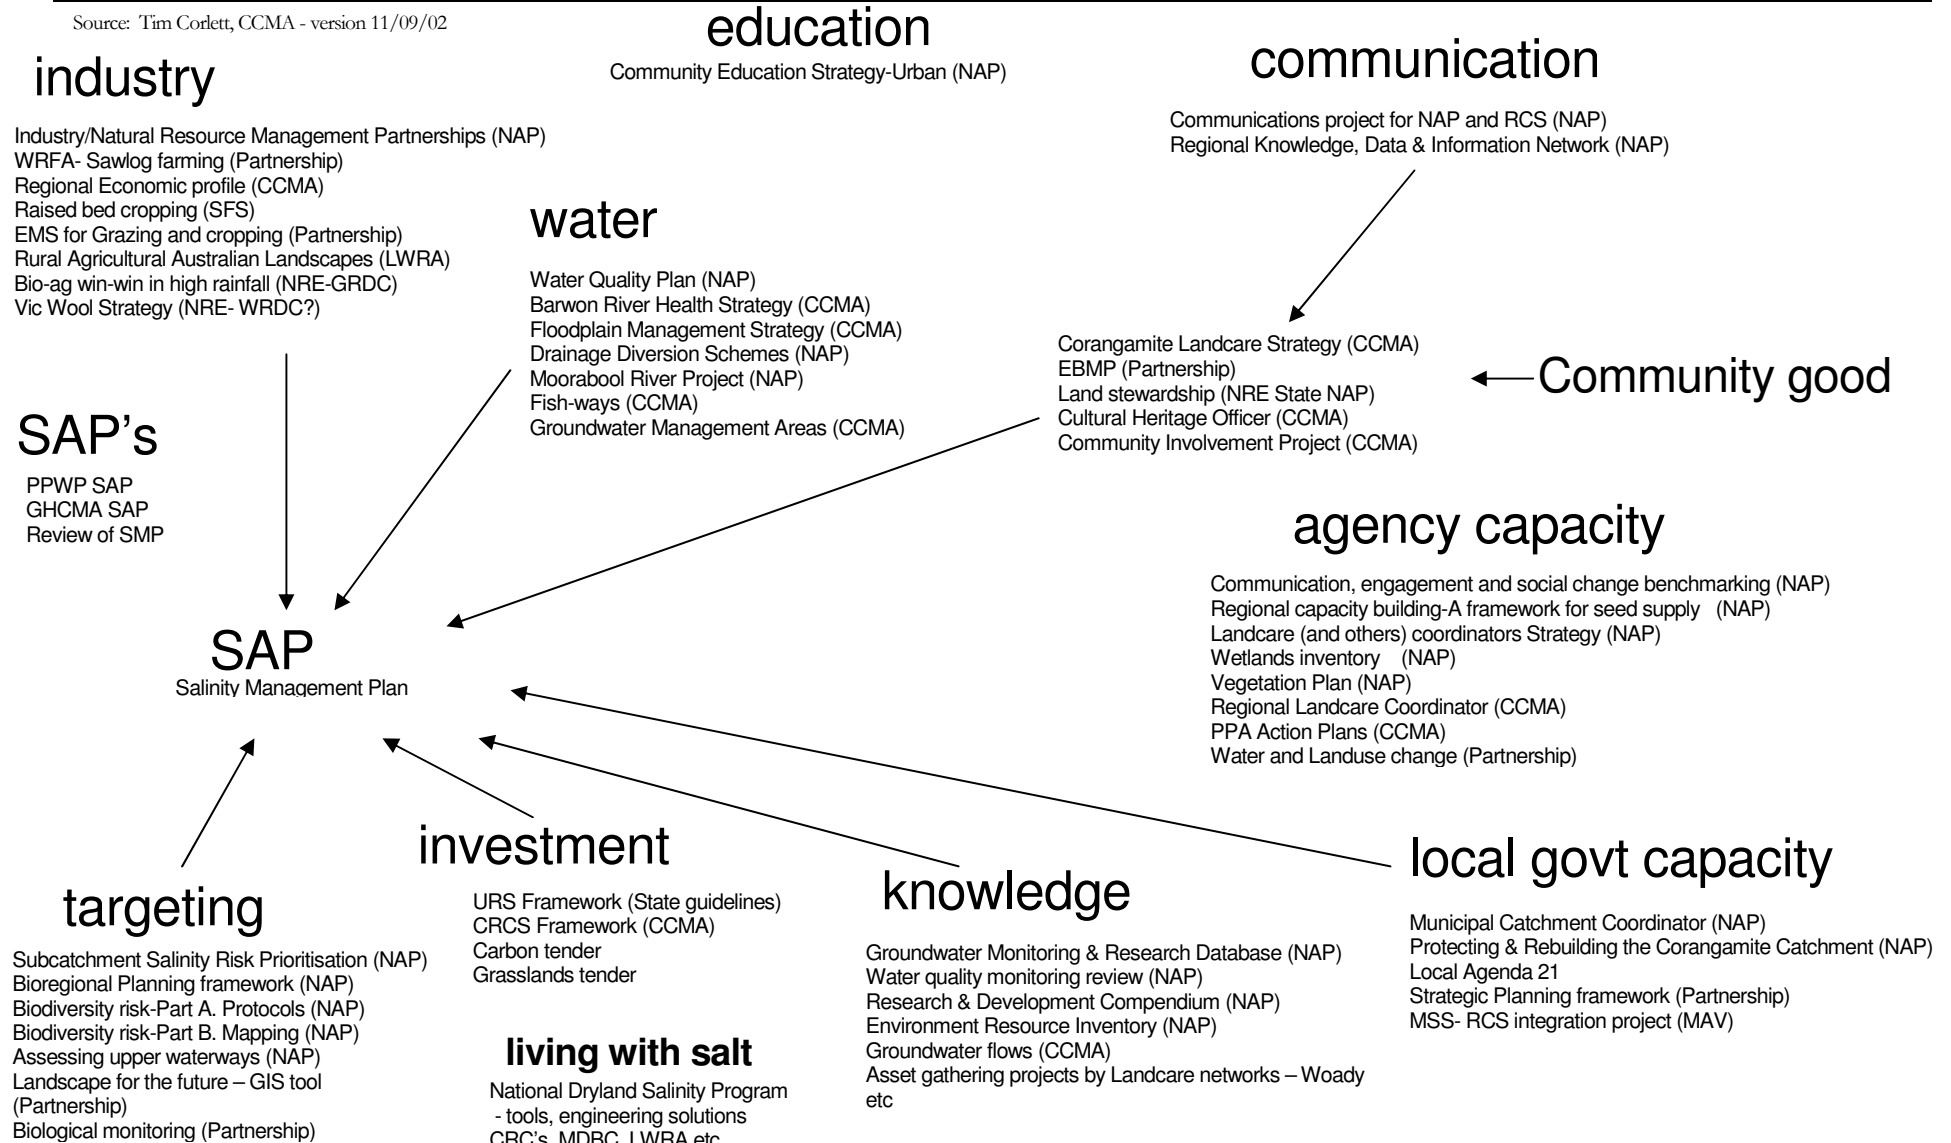 Source: Tim Corlett, CCMA - version 11/09/02
education
Community Education Strategy-Urban (NAP)
communication
Communications project for NAP and RCS (NAP)
Regional Knowledge, Data & Information Network (NAP)
industry
Industry/Natural Resource Management Partnerships (NAP)
WRFA- Sawlog farming (Partnership)
Regional Economic profile (CCMA)
Raised bed cropping (SFS)
EMS for Grazing and cropping (Partnership)
Rural Agricultural Australian Landscapes (LWRA)
Bio-ag win-win in high rainfall (NRE-GRDC)
Vic Wool Strategy (NRE- WRDC?)
water
Water Quality Plan (NAP)
Barwon River Health Strategy (CCMA)
Floodplain Management Strategy (CCMA)
Drainage Diversion Schemes (NAP)
Moorabool River Project (NAP)
Fish-ways (CCMA)
Groundwater Management Areas (CCMA)
Corangamite Landcare Strategy (CCMA)
EBMP (Partnership)
Land stewardship (NRE State NAP)
Cultural Heritage Officer (CCMA)
Community Involvement Project (CCMA)
Community good
SAP's
PPWP SAP
GHCMA SAP
Review of SMP
agency capacity
Communication, engagement and social change benchmarking (NAP)
Regional capacity building-A framework for seed supply (NAP)
Landcare (and others) coordinators Strategy (NAP)
Wetlands inventory (NAP)
Vegetation Plan (NAP)
Regional Landcare Coordinator (CCMA)
PPA Action Plans (CCMA)
Water and Landuse change (Partnership)
SAP
Salinity Management Plan
targeting
Subcatchment Salinity Risk Prioritisation (NAP)
Bioregional Planning framework (NAP)
Biodiversity risk-Part A. Protocols (NAP)
Biodiversity risk-Part B. Mapping (NAP)
Assessing upper waterways (NAP)
Landscape for the future – GIS tool
(Partnership)
Biological monitoring (Partnership)
investment
URS Framework (State guidelines)
CRCS Framework (CCMA)
Carbon tender
Grasslands tender
living with salt
National Dryland Salinity Program
- tools, engineering solutions
CRC's, MDBC, LWRA etc
knowledge
Groundwater Monitoring & Research Database (NAP)
Water quality monitoring review (NAP)
Research & Development Compendium (NAP)
Environment Resource Inventory (NAP)
Groundwater flows (CCMA)
Asset gathering projects by Landcare networks – Woady
etc
local govt capacity
Municipal Catchment Coordinator (NAP)
Protecting & Rebuilding the Corangamite Catchment (NAP)
Local Agenda 21
Strategic Planning framework (Partnership)
MSS- RCS integration project (MAV)